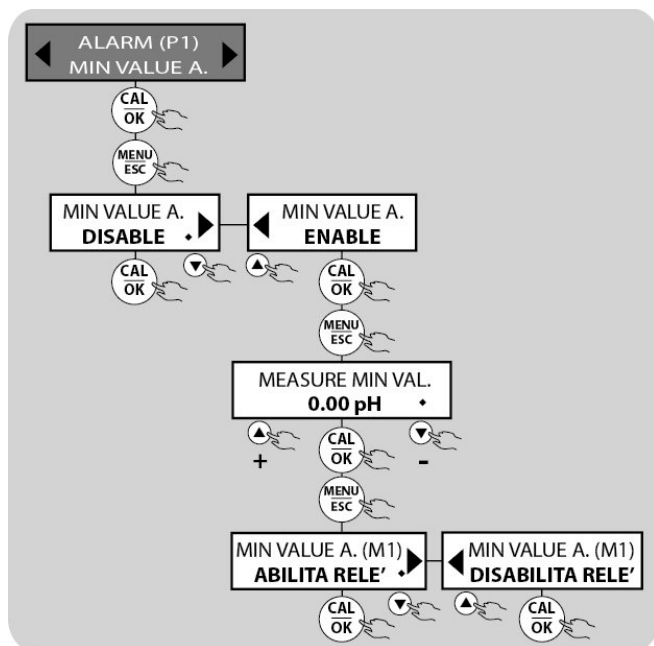 ALARM (P1)
MIN VALUE A.
CAL
OK
MENU
ESC
MIN VALUE A.
DISABLE
MIN VALUE A.
ENABLE
CAL
OK
CAL
OK
MENU
ESC
MEASURE MIN VAL.
0.00 pH
+
CAL
OK
-
MENU
ESC
MIN VALUE A. (M1)
ABILITA RELE’
MIN VALUE A. (M1)
DISABILITA RELE’
CAL
OK
CAL
OK